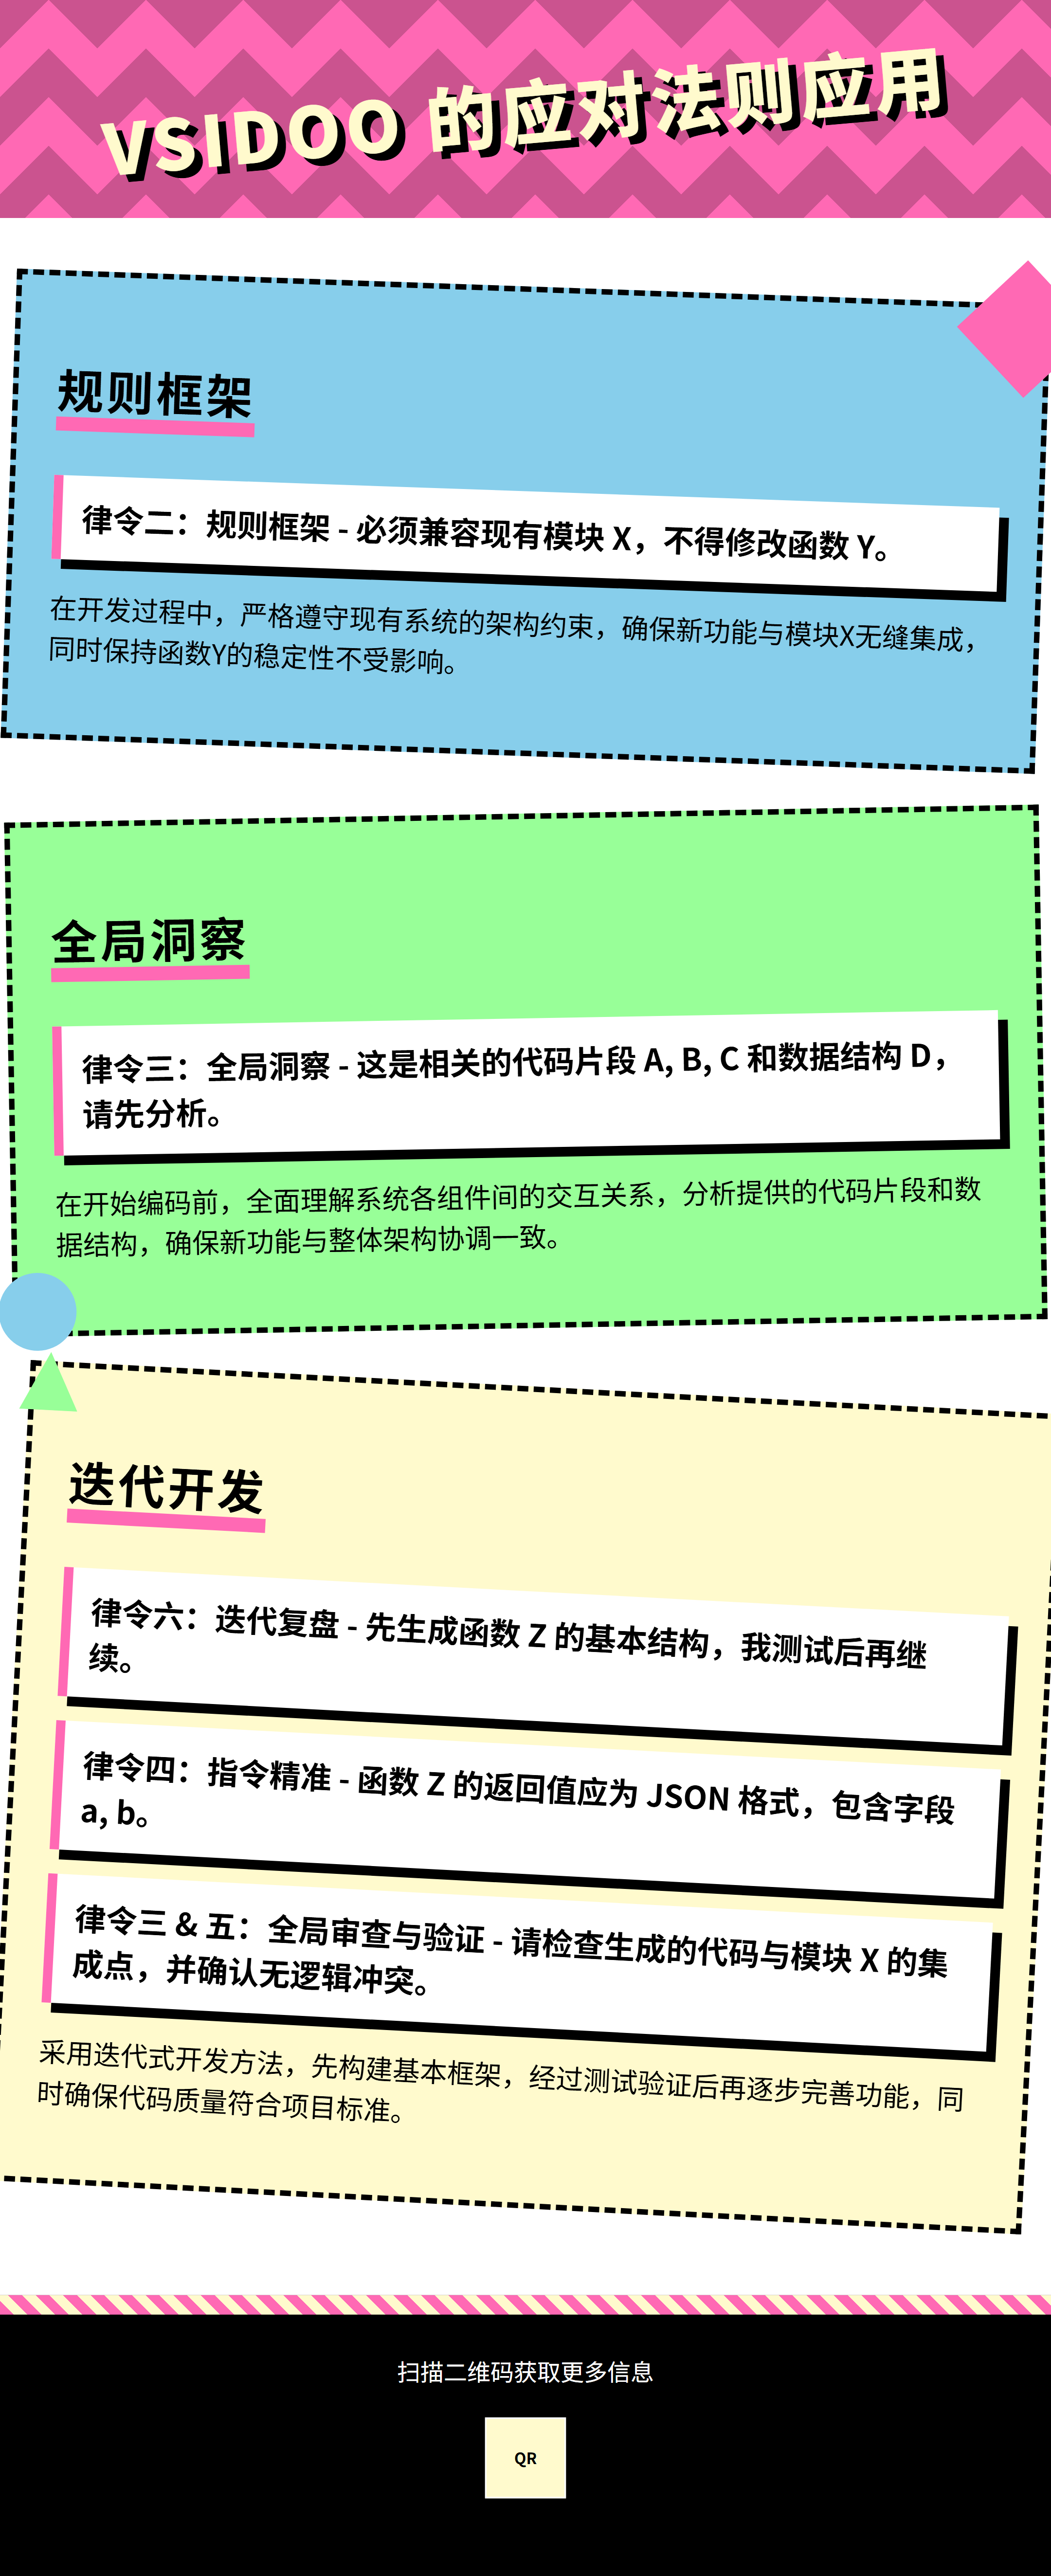 VSIDOO 的应对法则应用
规则框架
律令二：规则框架 - 必须兼容现有模块 X，不得修改函数 Y。
在开发过程中，严格遵守现有系统的架构约束，确保新功能与模块X无缝集成，
同时保持函数Y的稳定性不受影响。
全局洞察
律令三：全局洞察 - 这是相关的代码片段 A, B, C 和数据结构 D，
请先分析。
在开始编码前，全面理解系统各组件间的交互关系，分析提供的代码片段和数
据结构，确保新功能与整体架构协调一致。
迭代开发
律令六：迭代复盘 - 先生成函数 Z 的基本结构，我测试后再继
续。
律令四：指令精准 - 函数 Z 的返回值应为 JSON 格式，包含字段
a, b。
律令三 & 五：全局审查与验证 - 请检查生成的代码与模块 X 的集
成点，并确认无逻辑冲突。
采用迭代式开发方法，先构建基本框架，经过测试验证后再逐步完善功能，同
时确保代码质量符合项目标准。
扫描二维码获取更多信息
QR